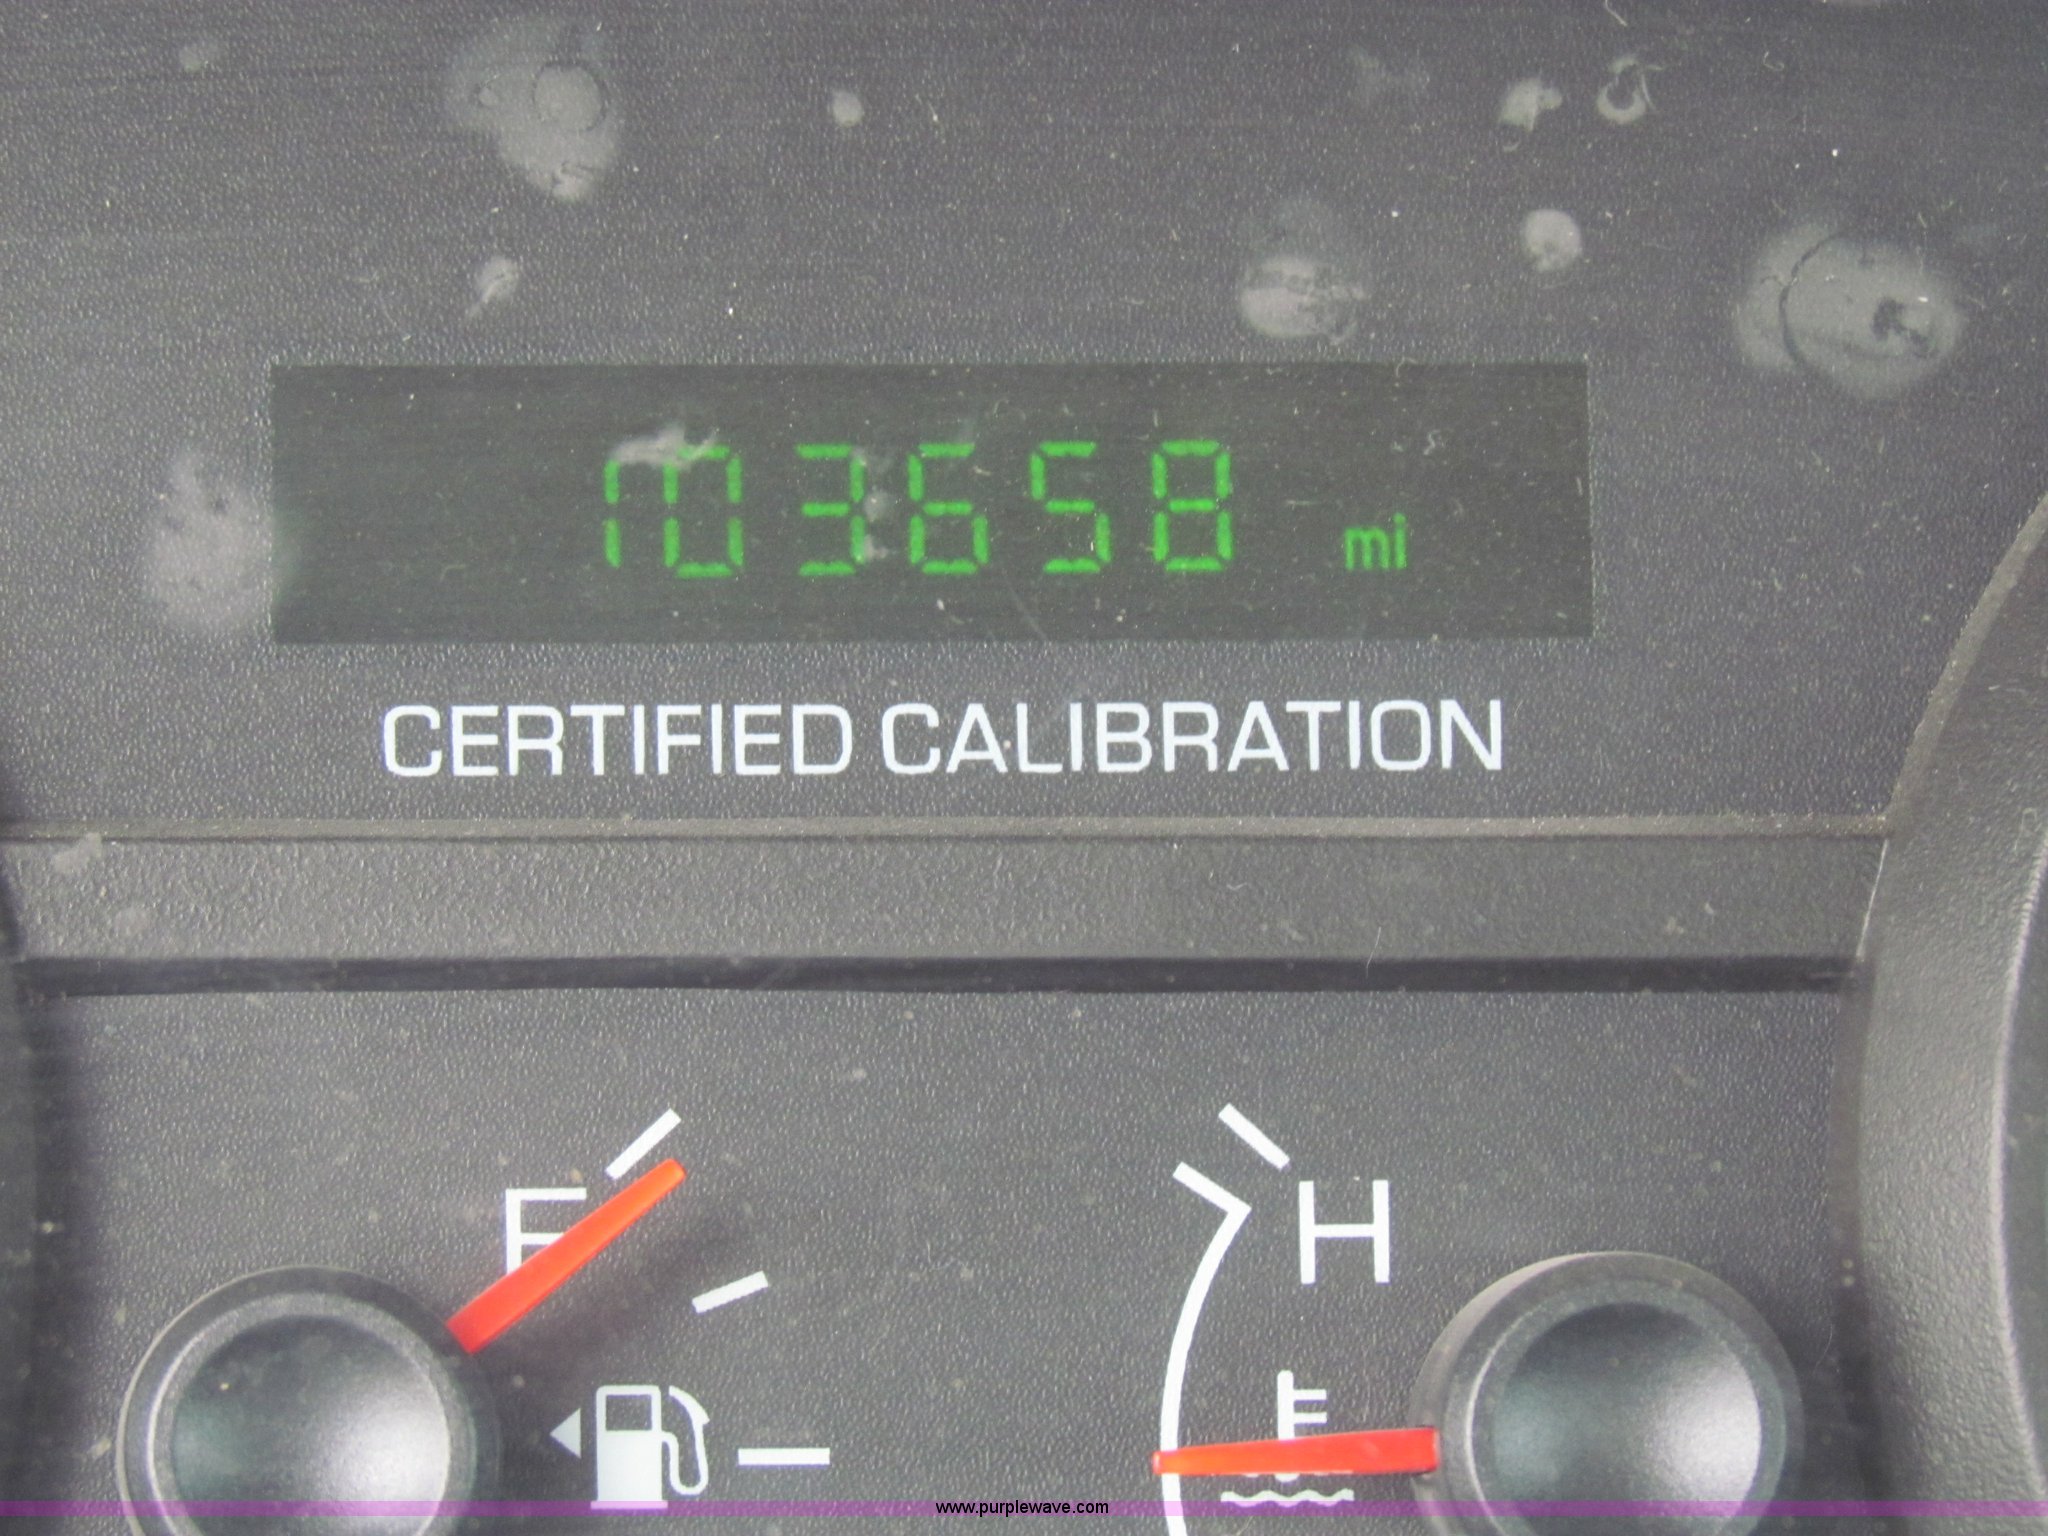 103658 mi
CERTIFIED CALIBRATION
F H
www.purplewave.com